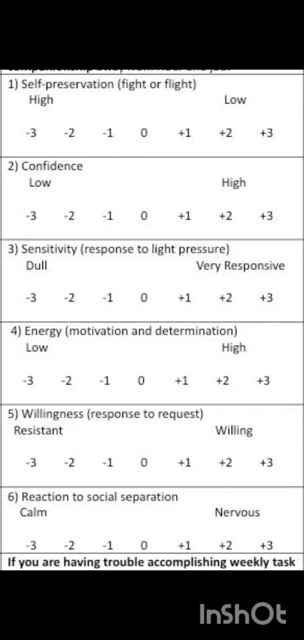 1) Self-preservation (fight or flight)
High Low
-3 -2 -1 0 +1 +2 +3
2) Confidence
Low High
-3 -2 -1 0 +1 +2 +3
3) Sensitivity (response to light pressure)
Dull Very Responsive
-3 -2 -1 0 +1 +2 +3
4) Energy (motivation and determination)
Low High
-3 -2 -1 0 +1 +2 +3
5) Willingness (response to request)
Resistant Willing
-3 -2 -1 0 +1 +2 +3
6) Reaction to social separation
Calm Nervous
-3 -2 -1 0 +1 +2 +3
If you are having trouble accomplishing weekly task
InShOt